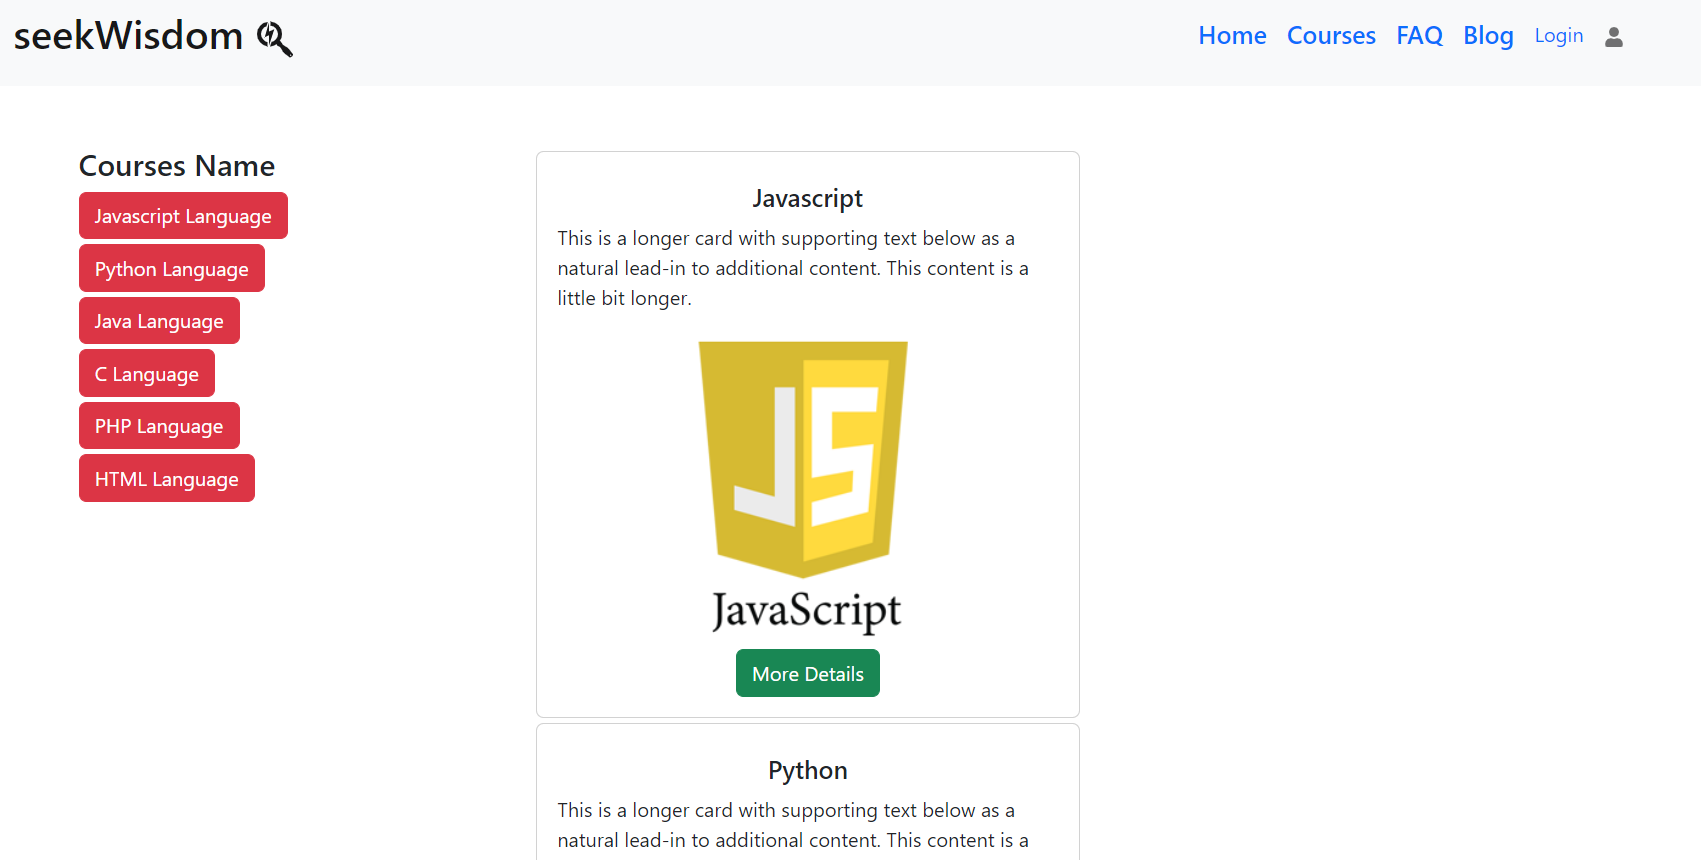 seekWisdom
Home Courses FAQ Blog Login
Courses Name
Javascript Language
Python Language
Java Language
C Language
PHP Language
HTML Language
Javascript
This is a longer card with supporting text below as a
natural lead-in to additional content. This content is a
little bit longer.
JS
JavaScript
More Details
Python
This is a longer card with supporting text below as a
natural lead-in to additional content. This content is a